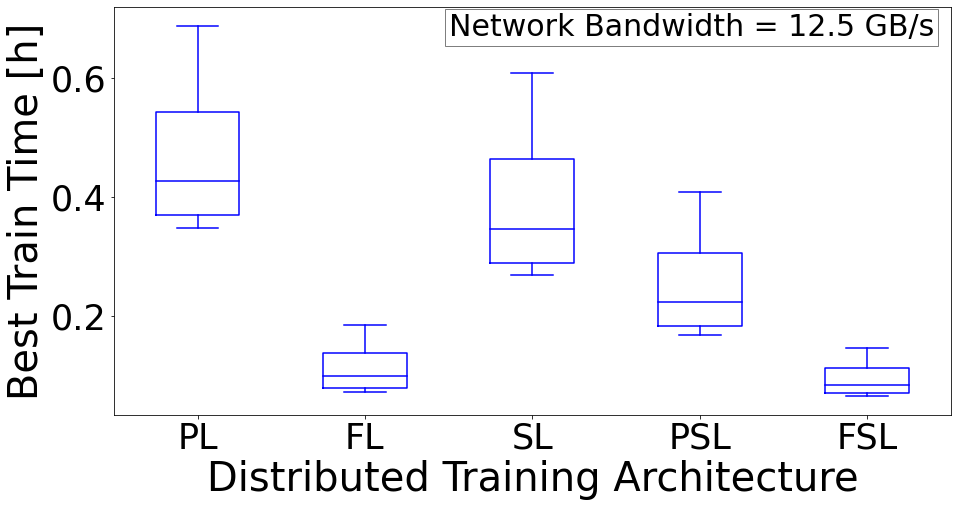 Network Bandwidth = 12.5 GB/s
Best Train Time [h]
0.6
0.4
0.2
PL FL SL PSL FSL
Distributed Training Architecture